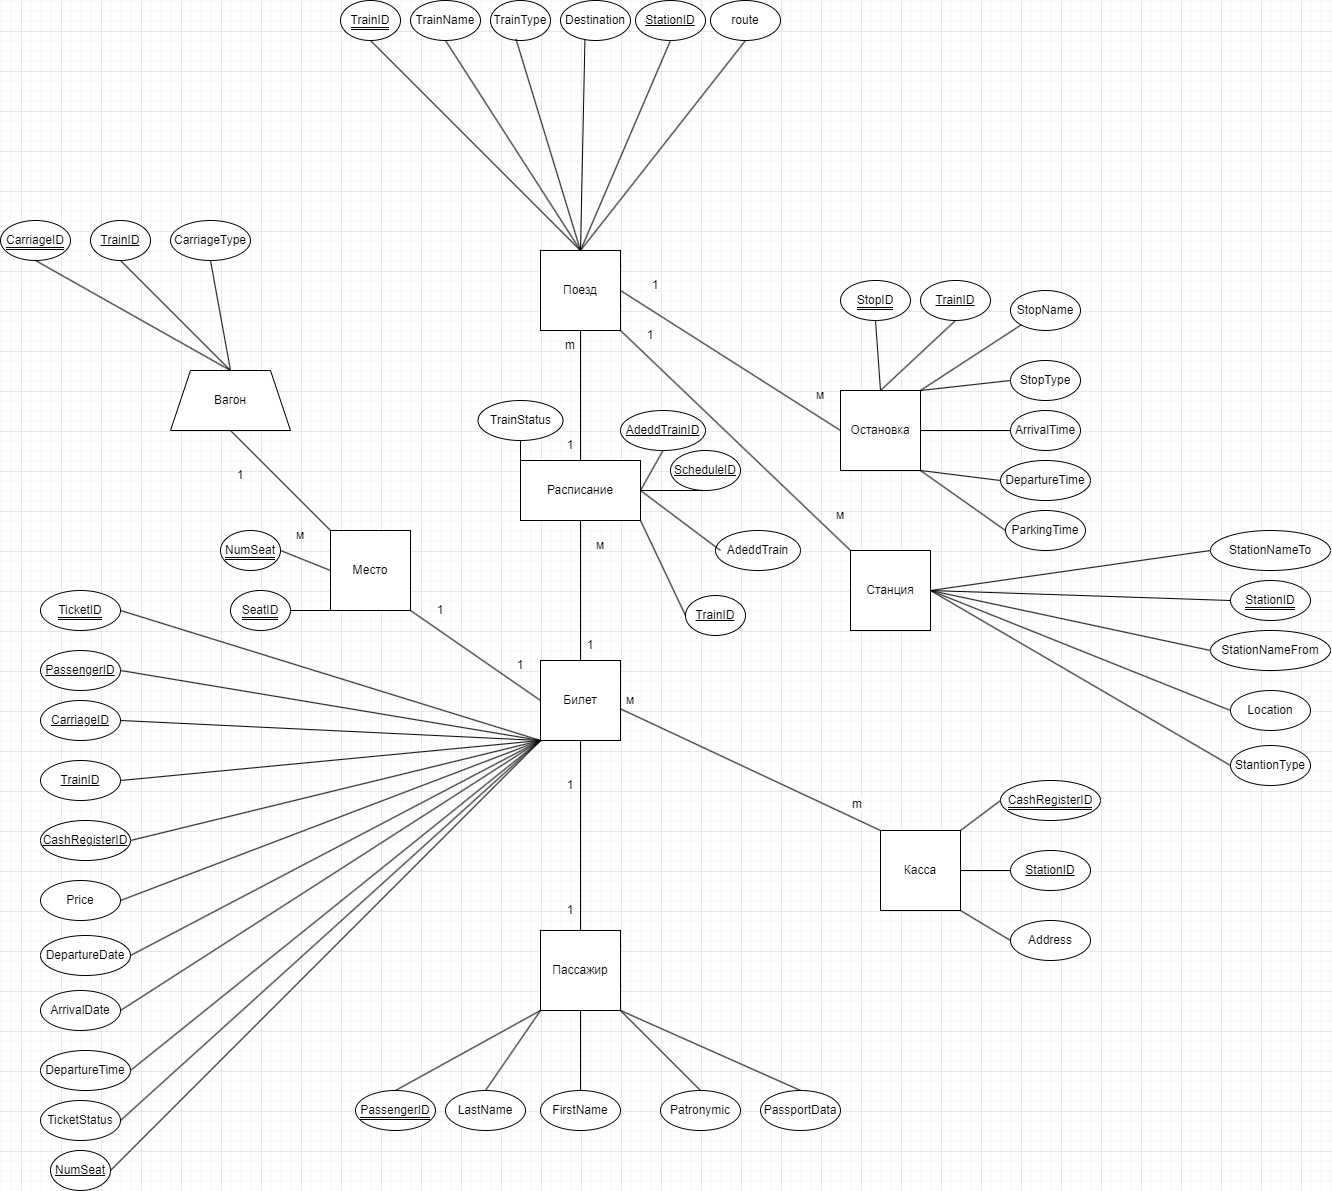 TrainID
TrainName
TrainType
Destination
StationID
route
CarriageID
TrainID
CarriageType
Поезд
1
StopID
TrainID
StopName
1
m
StopType
Вагон
м
TrainStatus
AdeddTrainID
Остановка
ArrivalTime
1
1
ScheduleID
DepartureTime
Расписание
м
ParkingTime
м
NumSeat
м
AdeddTrain
StationNameTo
Место
Станция
StationID
TicketID
SeatID
1
TrainID
1
StationNameFrom
PassengerID
1
Билет
м
CarriageID
Location
TrainID
1
StantionType
CashRegisterID
m
CashRegisterID
Касса
StationID
Price
1
Address
DepartureDate
Пассажир
ArrivalDate
DepartureTime
TicketStatus
PassengerID
LastName
FirstName
Patronymic
PassportData
NumSeat